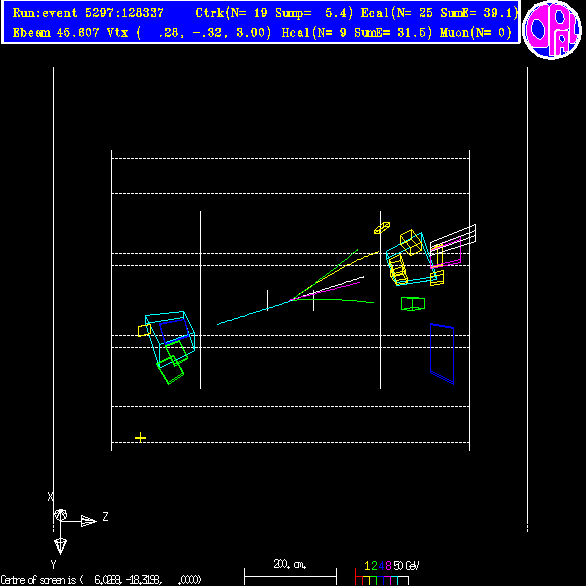 Run:event 5297:128337 Ctrk(N= 19 Sump= 5.4) Ecal(N= 25 SumE= 39.1)
Ebeam 46.607 Vtx ( .28, -.32, 3.00) Hcal(N= 9 SumE= 31.5) Muon(N= 0)
OPAL
X
Z
Y
200. cm.
1 2 4 8 50 GeV
Centre of screen is ( 6.0288, -18.3198, .0000)